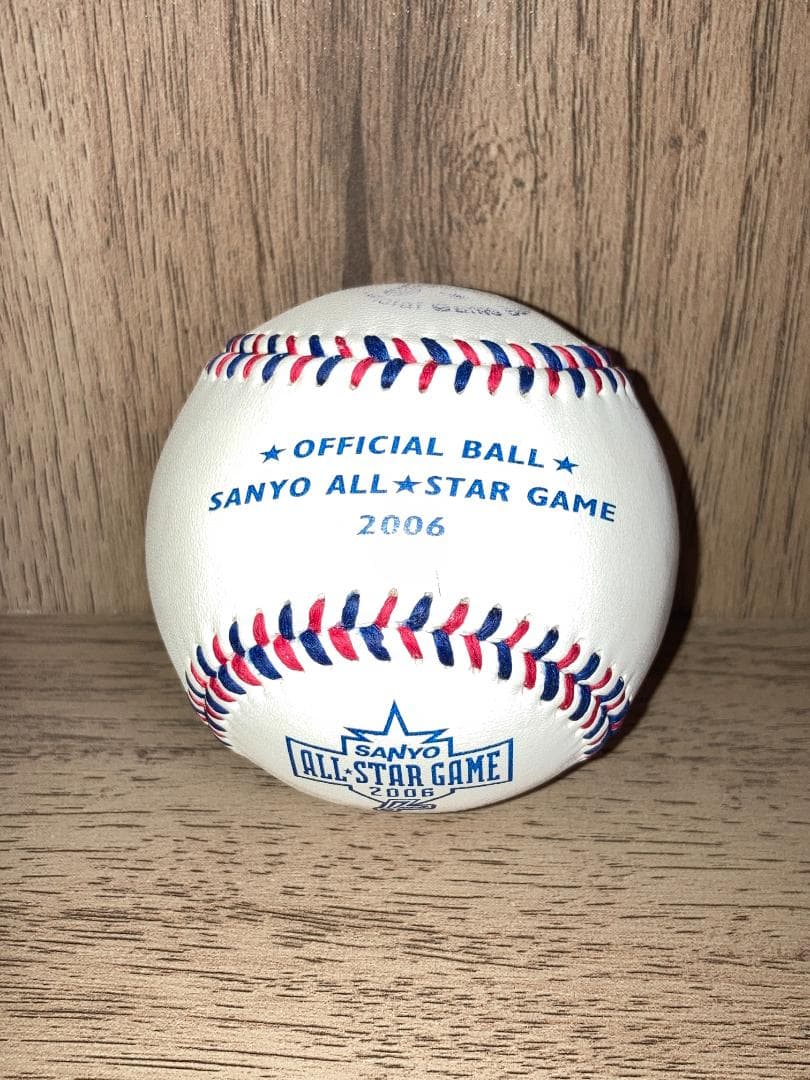 ★OFFICIAL BALL★
SANYO ALL★STAR GAME
2006
SANYO
ALL★STAR GAME
2006